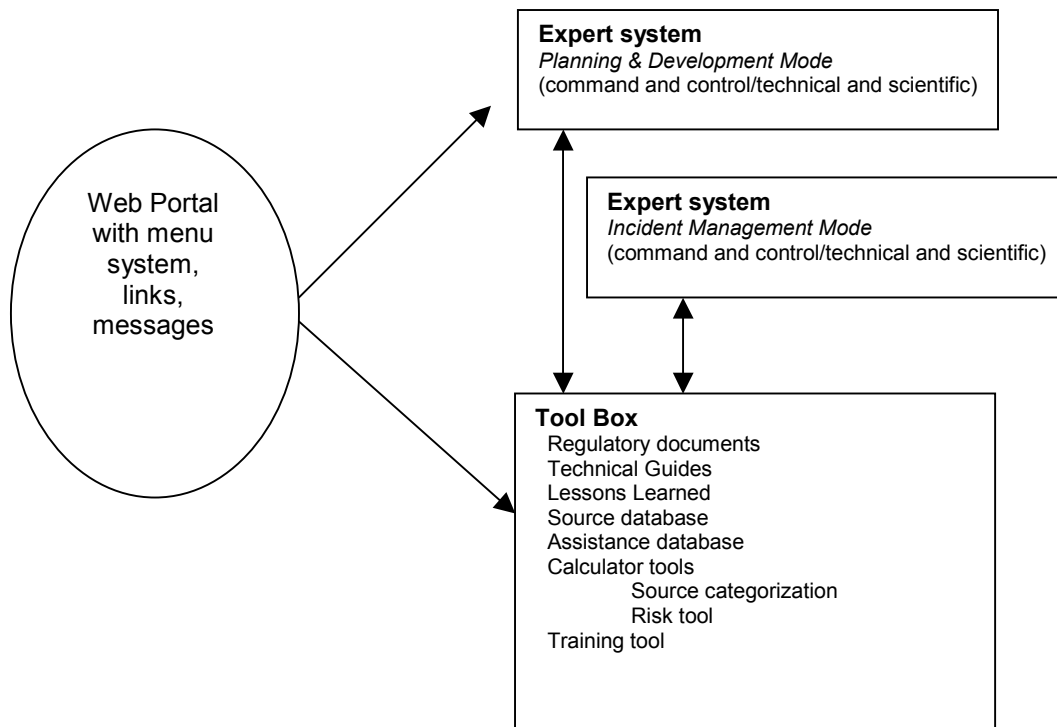 Web Portal
with menu
system,
links,
messages
Expert system
Planning & Development Mode
(command and control/technical and scientific)
Expert system
Incident Management Mode
(command and control/technical and scientific)
Tool Box
Regulatory documents
Technical Guides
Lessons Learned
Source database
Assistance database
Calculator tools
Source categorization
Risk tool
Training tool